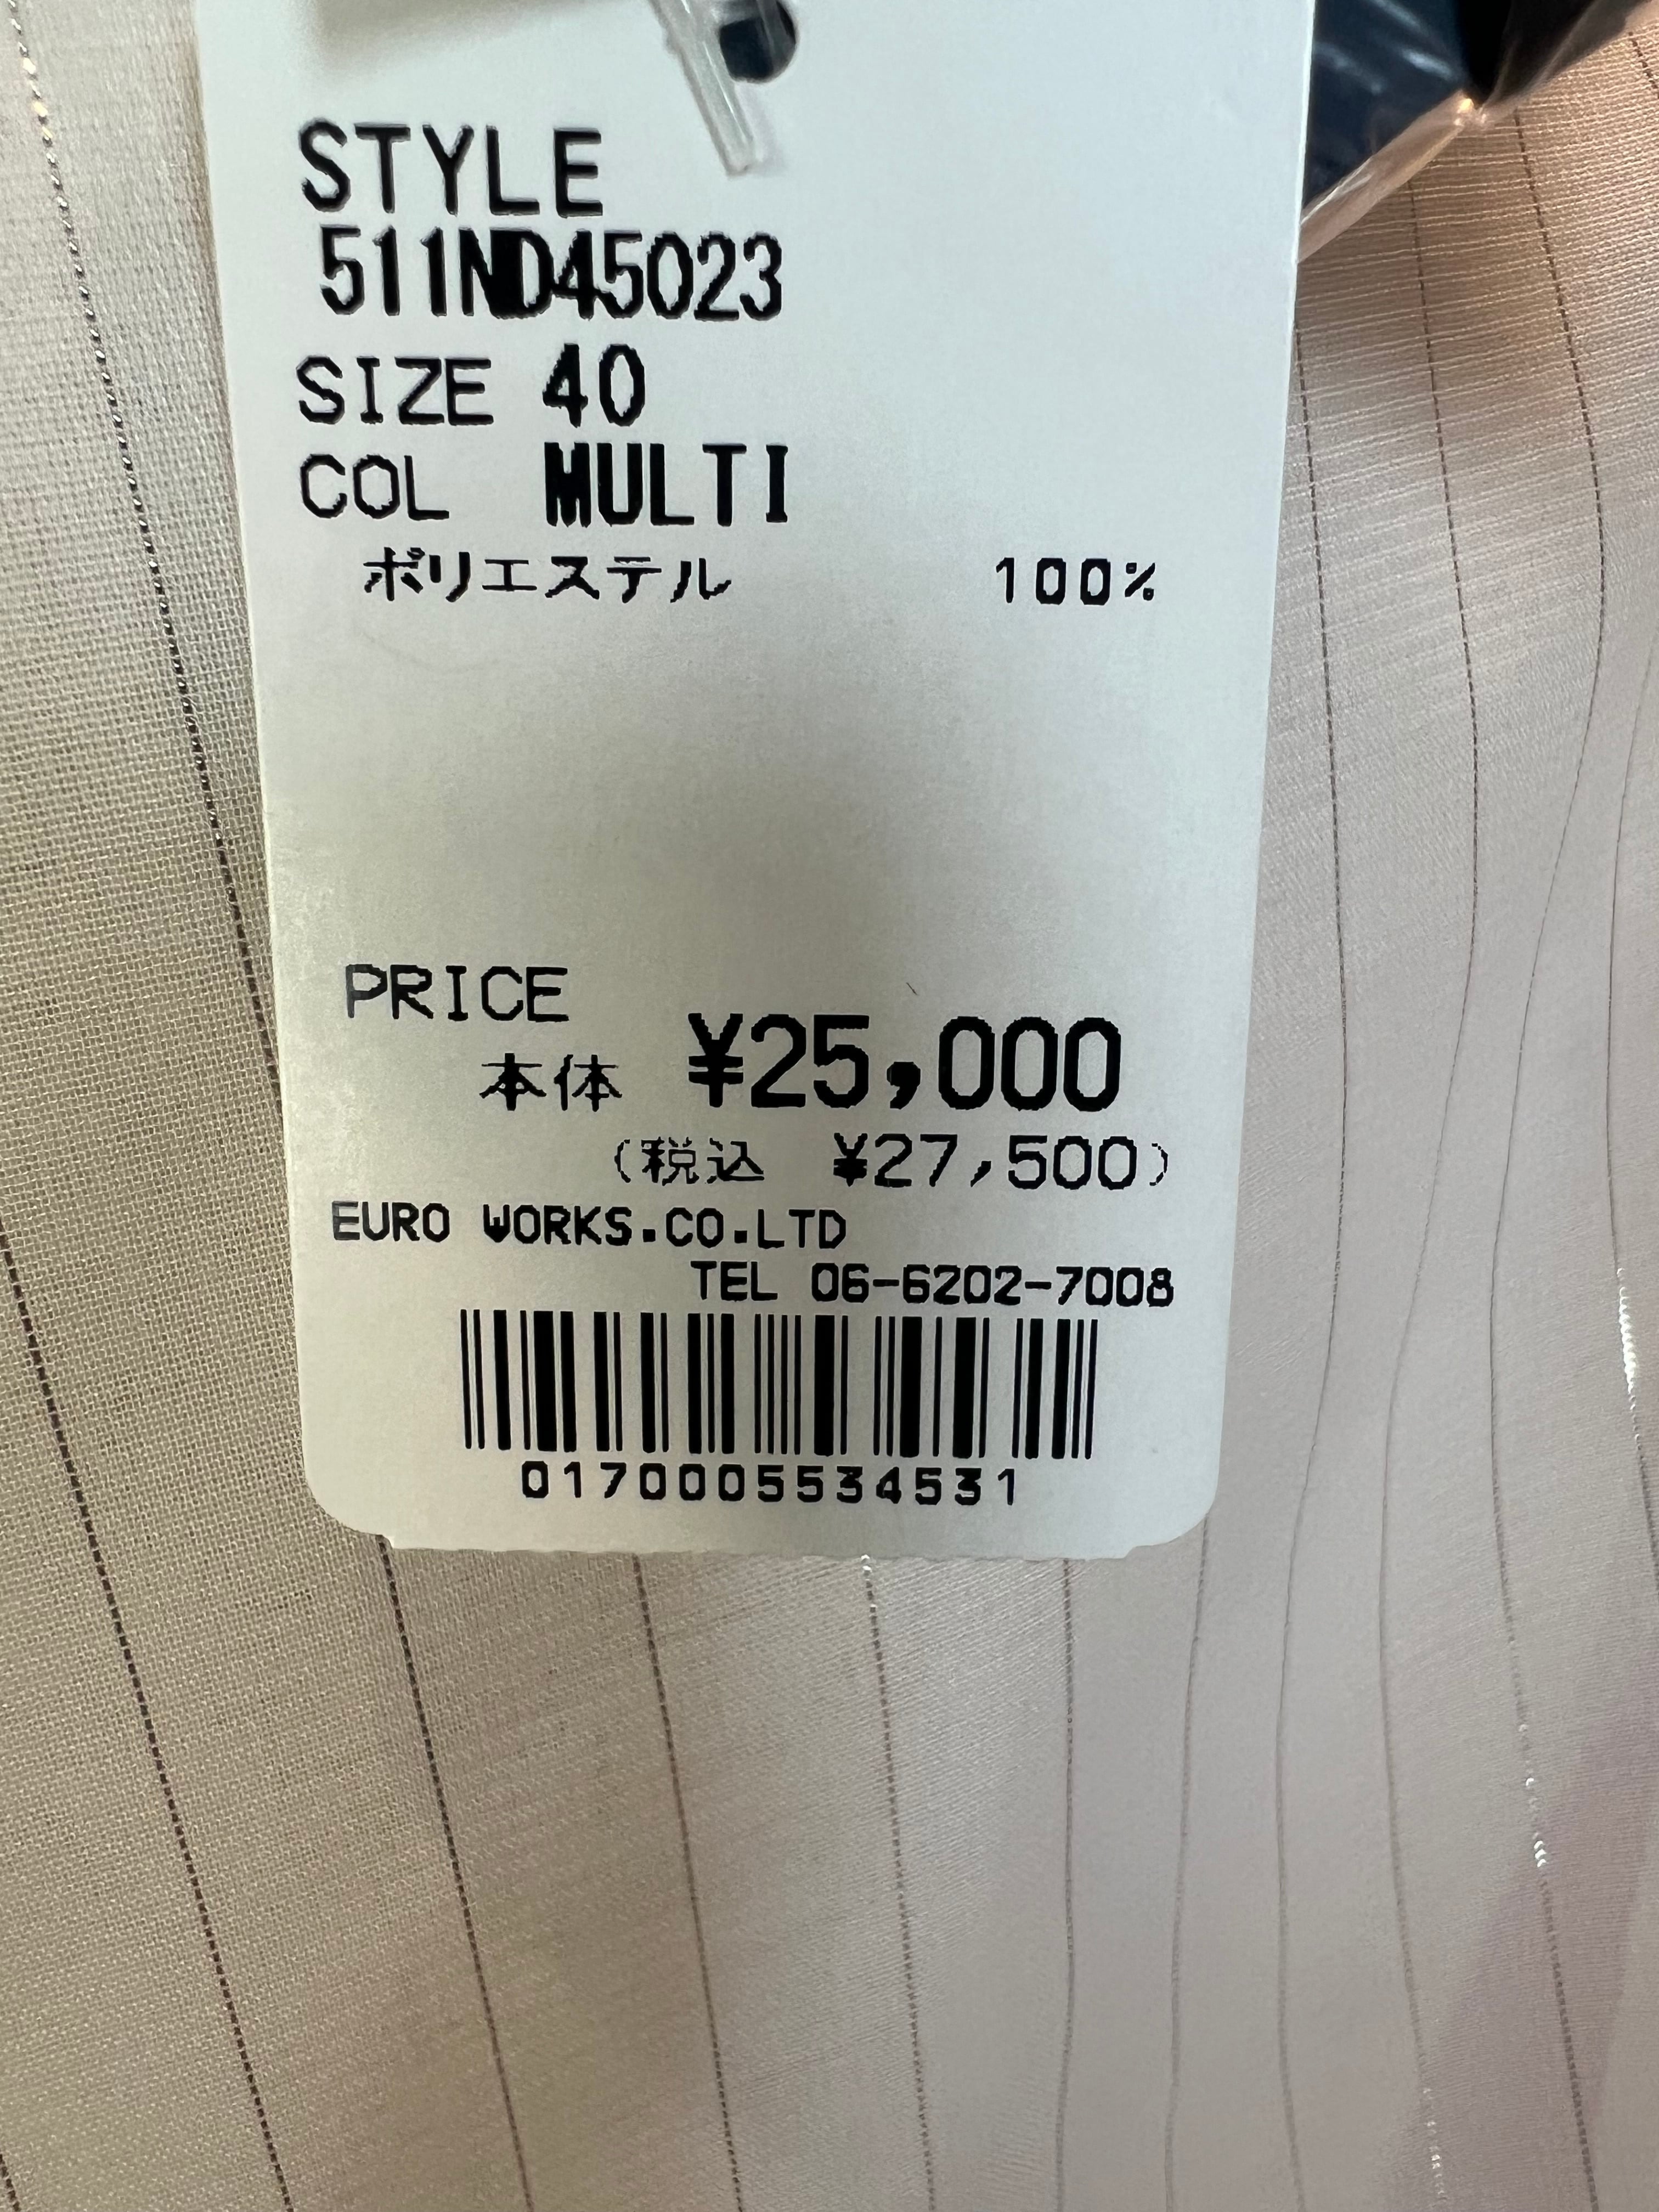 STYLE
511ND45023
SIZE 40
COL MULTI
ポリエステル 100%
PRICE
本体 ¥25,000
(税込 ¥27,500)
EURO WORKS.CO.LTD
TEL 06-6202-7008
0170005534531